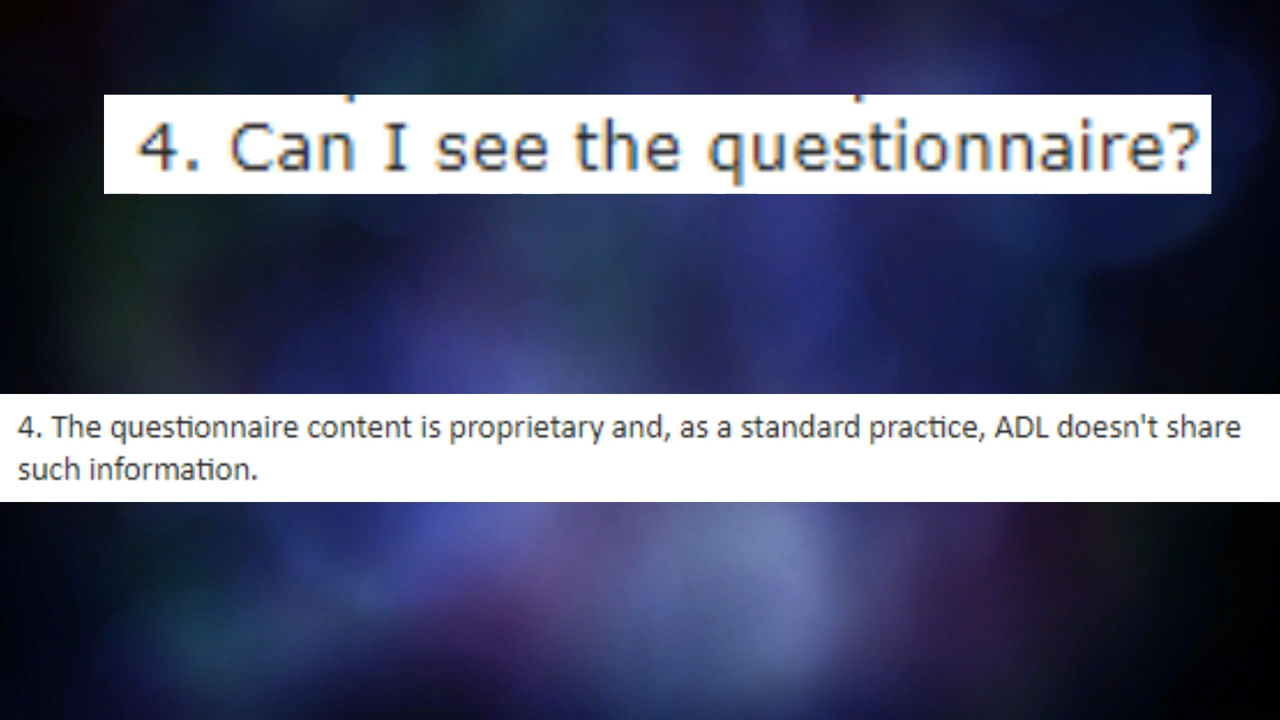 4. Can I see the questionnaire?
4. The questionnaire content is proprietary and, as a standard practice, ADL doesn't share
such information.